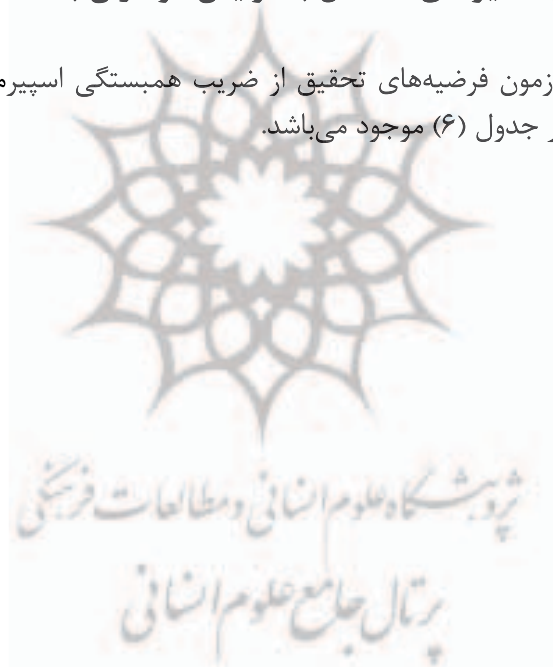 زمون فرضیه‌های تحقیق از ضریب همبستگی
جدول (۶) موجود می‌باشد.
پژوهشگاه علوم انسانی و مطالعات فرهنگی
پرتال جامع علوم انسانی